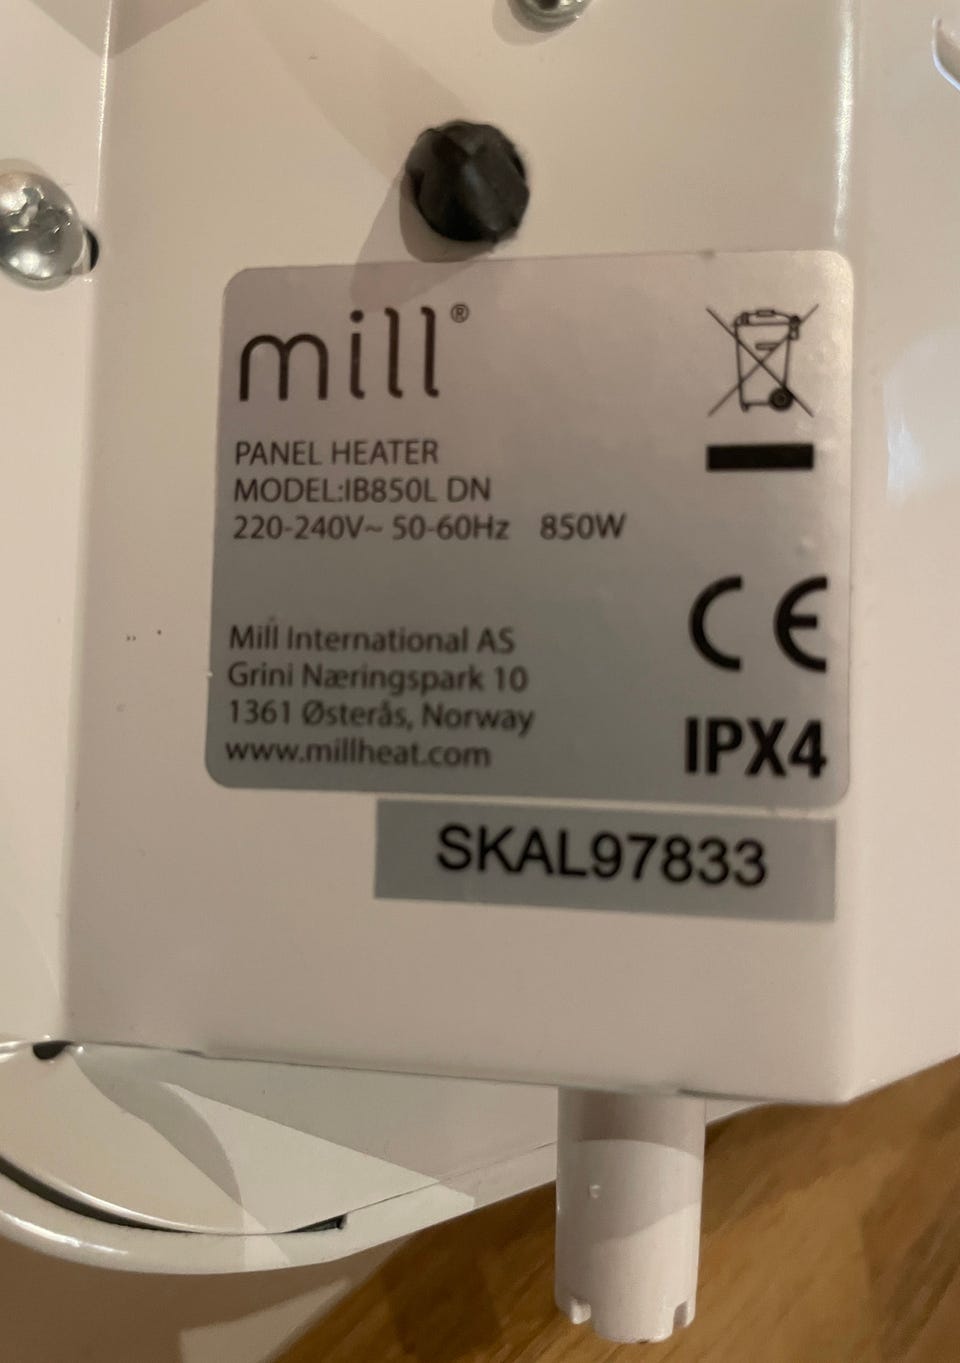 mill®
PANEL HEATER
MODEL:IB850L DN
220-240V~ 50-60Hz 850W
Mill International AS
Grini Næringspark 10
1361 Østerås, Norway
www.millheat.com
CE
IPX4
SKAL97833